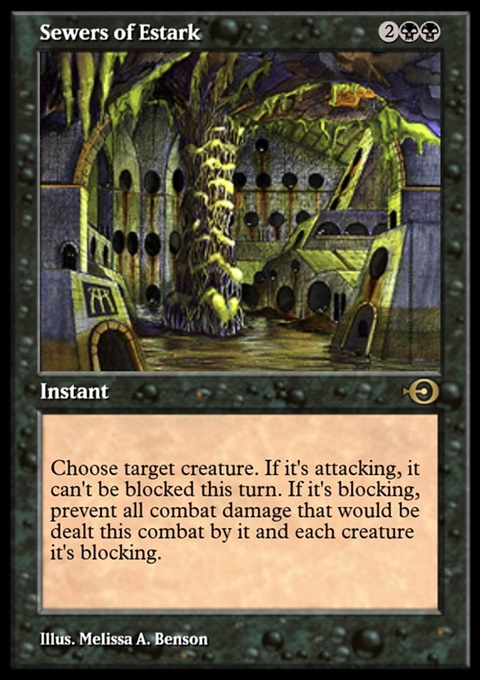 Sewers of Estark 2
Instant
Choose target creature. If it's attacking, it
can't be blocked this turn. If it's blocking,
prevent all combat damage that would be
dealt this combat by it and each creature
it's blocking.
Illus. Melissa A. Benson